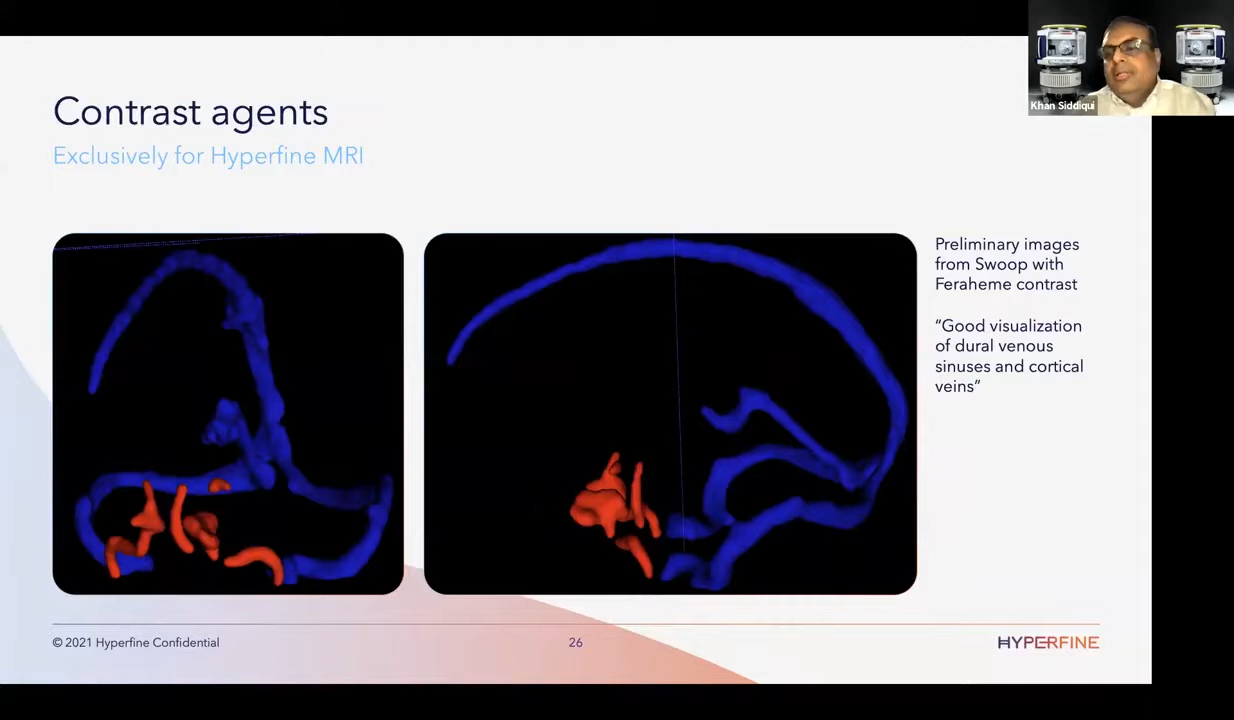 Khan Siddiqui
Contrast agents
Exclusively for Hyperfine MRI
Preliminary images
from Swoop with
Feraheme contrast
“Good visualization
of dural venous
sinuses and cortical
veins”
© 2021 Hyperfine Confidential
26
HYPERFINE